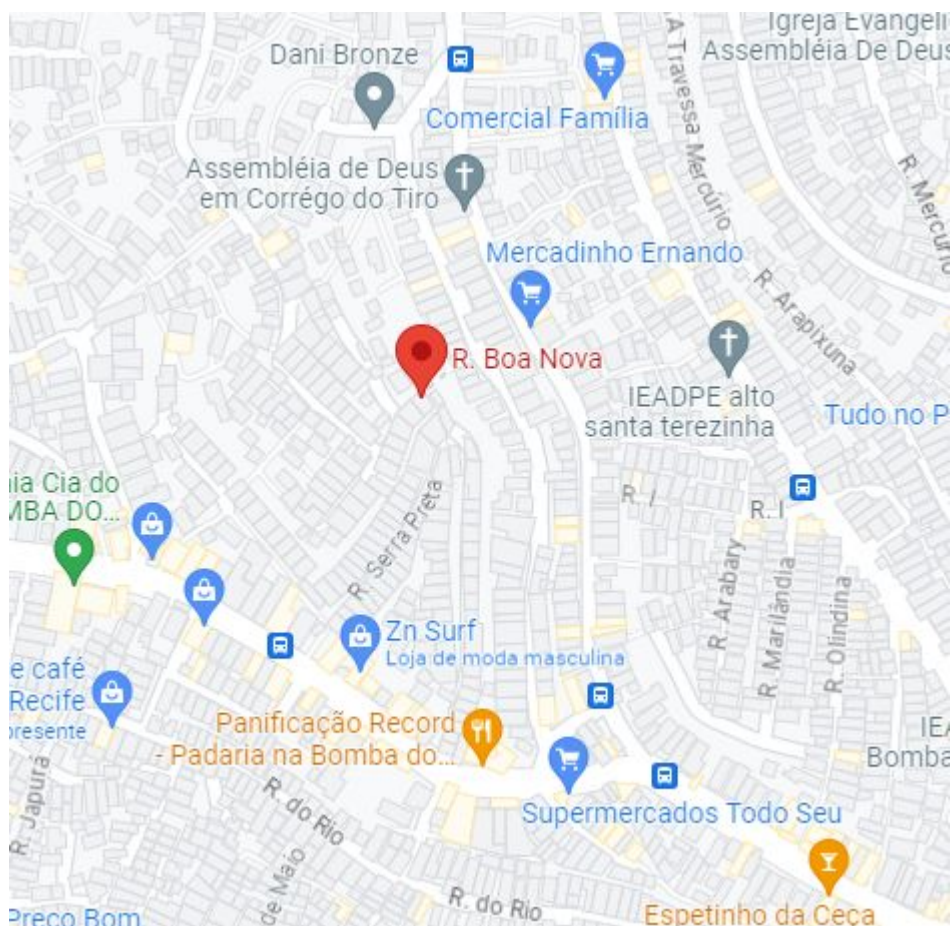 Igreja Evangeli
Assembléia De Deus
Dani Bronze
Comercial Família
A Travessa Mercúrio
R. Mercúrio
Assembléia de Deus
em Corrégo do Tiro
Mercadinho Ernando
R. Arapixuna
R. Boa Nova
IEADPE alto
santa terezinha
Tudo no P
ia Cia do
MBA DO...
R. I
R. I
R. Serra Preta
R. Arabary
R. Marilândia
R. Olindina
Zn Surf
Loja de moda masculina
e café
Recife
presente
Panificação Record
- Padaria na Bomba do...
IEA
Bomba
R. Japurá
R. do Rio
Supermercados Todo Seu
de Maio
R. do Rio
Preço Bom
Espetinho da Ceça